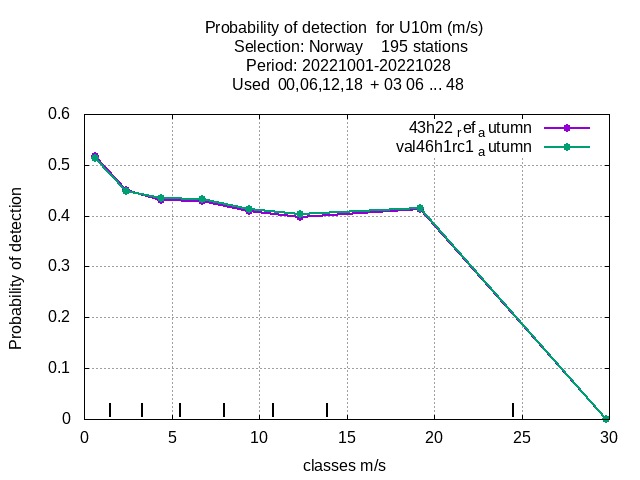 Probability of detection  for U10m (m/s)
Selection: Norway    195 stations
Period: 20221001-20221028
Used  00,06,12,18  + 03 06 ... 48
0.6
0.5
0.4
0.3
0.2
0.1
0
Probability of detection
43h22 ref autumn
val46h1rc1 autumn
0 5 10 15 20 25 30
classes m/s